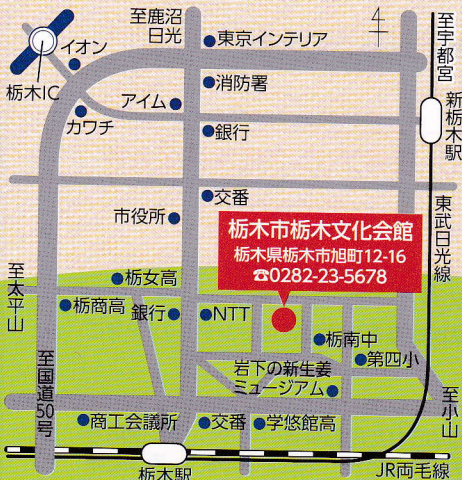 至鹿沼
日光
至宇都宮
イオン
東京インテリア
栃木IC
消防署
アイム
カワチ
銀行
新栃木駅
交番
市役所
東武日光線
栃木市栃木文化会館
栃木県栃木市旭町12-16
☎0282-23-5678
至太平山
栃女高
栃商高
銀行
NTT
栃南中
第四小
岩下の新生姜
ミュージアム
至国道50号
至小山
商工会議所
交番
学悠館高
栃木駅
JR両毛線